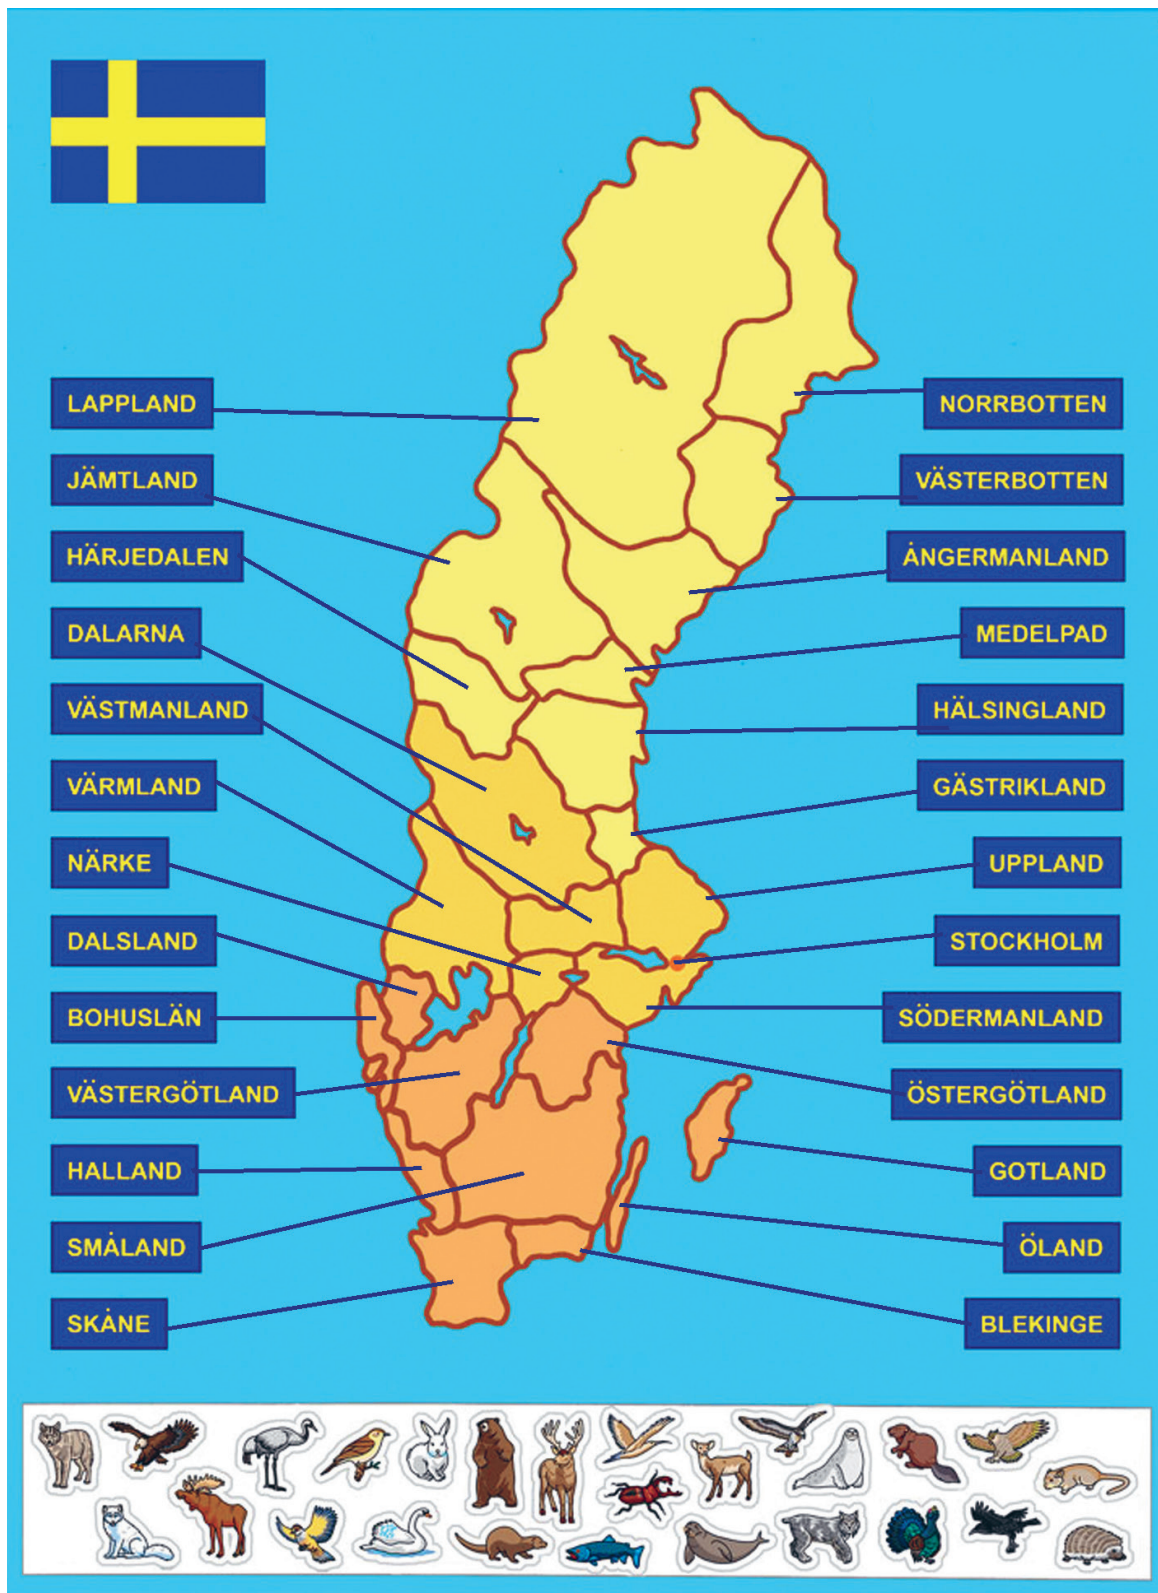 LAPPLAND
JÄMTLAND
HÄRJEDALEN
DALARNA
VÄSTMANLAND
VÄRMLAND
NÄRKE
DALSLAND
BOHUSLÄN
VÄSTERGÖTLAND
HALLAND
SMÅLAND
SKÅNE
NORRBOTTEN
VÄSTERBOTTEN
ÅNGERMANLAND
MEDELPAD
HÄLSINGLAND
GÄSTRIKLAND
UPPLAND
STOCKHOLM
SÖDERMANLAND
ÖSTERGÖTLAND
GOTLAND
ÖLAND
BLEKINGE